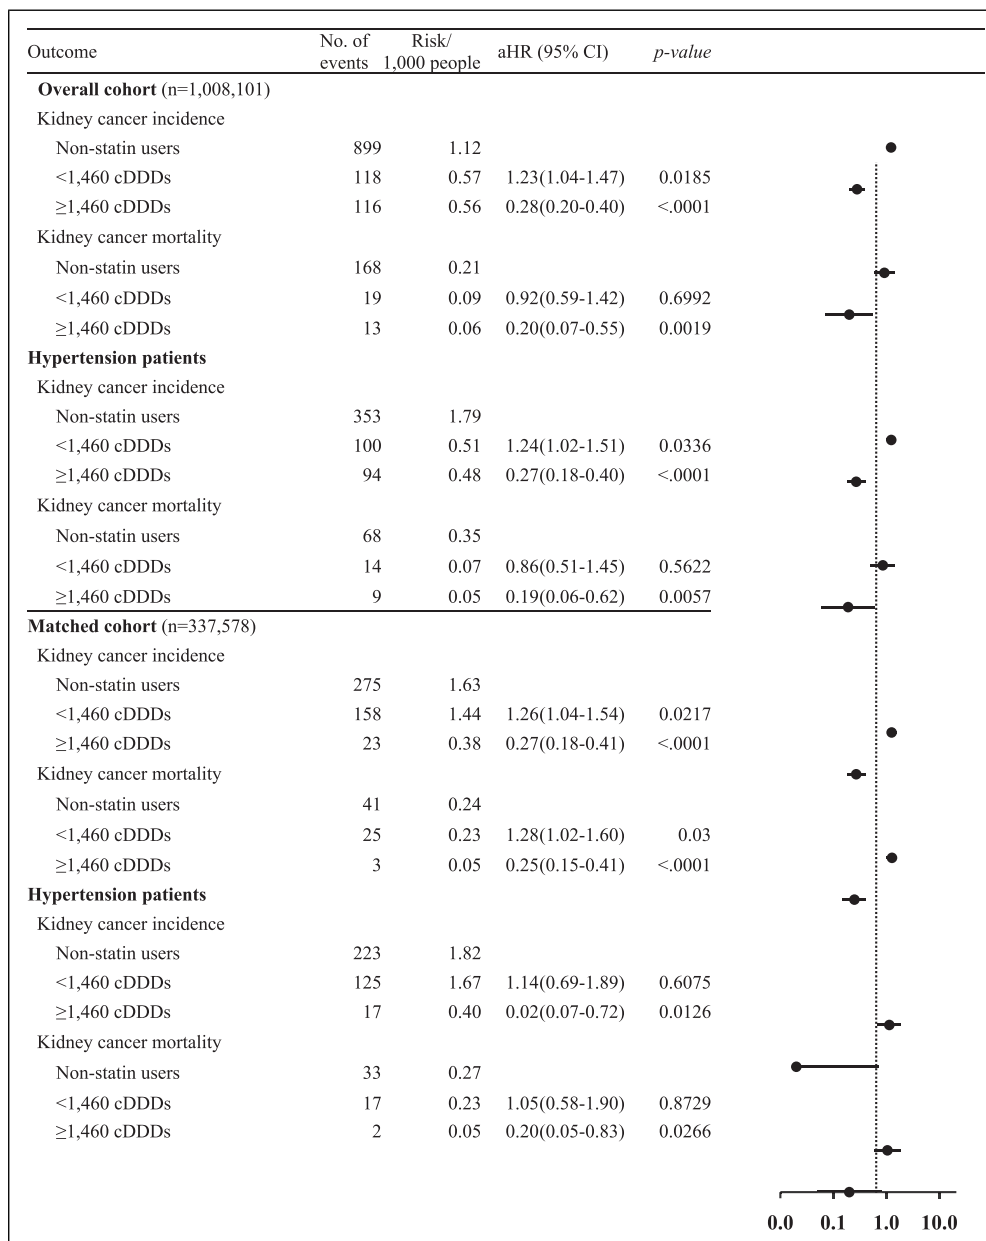 Outcome No. of events Risk/ 1,000 people aHR (95% CI) p-value
Overall cohort (n=1,008,101)
Kidney cancer incidence
Non-statin users 899 1.12
<1,460 cDDDs 118 0.57 1.23(1.04-1.47) 0.0185
≥1,460 cDDDs 116 0.56 0.28(0.20-0.40) <.0001
Kidney cancer mortality
Non-statin users 168 0.21
<1,460 cDDDs 19 0.09 0.92(0.59-1.42) 0.6992
≥1,460 cDDDs 13 0.06 0.20(0.07-0.55) 0.0019
Hypertension patients
Kidney cancer incidence
Non-statin users 353 1.79
<1,460 cDDDs 100 0.51 1.24(1.02-1.51) 0.0336
≥1,460 cDDDs 94 0.48 0.27(0.18-0.40) <.0001
Kidney cancer mortality
Non-statin users 68 0.35
<1,460 cDDDs 14 0.07 0.86(0.51-1.45) 0.5622
≥1,460 cDDDs 9 0.05 0.19(0.06-0.62) 0.0057
Matched cohort (n=337,578)
Kidney cancer incidence
Non-statin users 275 1.63
<1,460 cDDDs 158 1.44 1.26(1.04-1.54) 0.0217
≥1,460 cDDDs 23 0.38 0.27(0.18-0.41) <.0001
Kidney cancer mortality
Non-statin users 41 0.24
<1,460 cDDDs 25 0.23 1.28(1.02-1.60) 0.03
≥1,460 cDDDs 3 0.05 0.25(0.15-0.41) <.0001
Hypertension patients
Kidney cancer incidence
Non-statin users 223 1.82
<1,460 cDDDs 125 1.67 1.14(0.69-1.89) 0.6075
≥1,460 cDDDs 17 0.40 0.02(0.07-0.72) 0.0126
Kidney cancer mortality
Non-statin users 33 0.27
<1,460 cDDDs 17 0.23 1.05(0.58-1.90) 0.8729
≥1,460 cDDDs 2 0.05 0.20(0.05-0.83) 0.0266
0.0 0.1 1.0 10.0